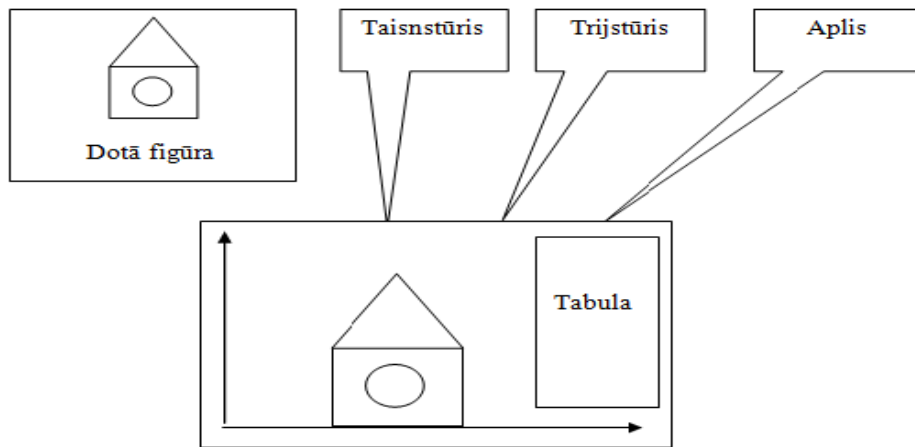 Taisnstūris
Trijstūris
Aplis
Dotā figūra
Tabula